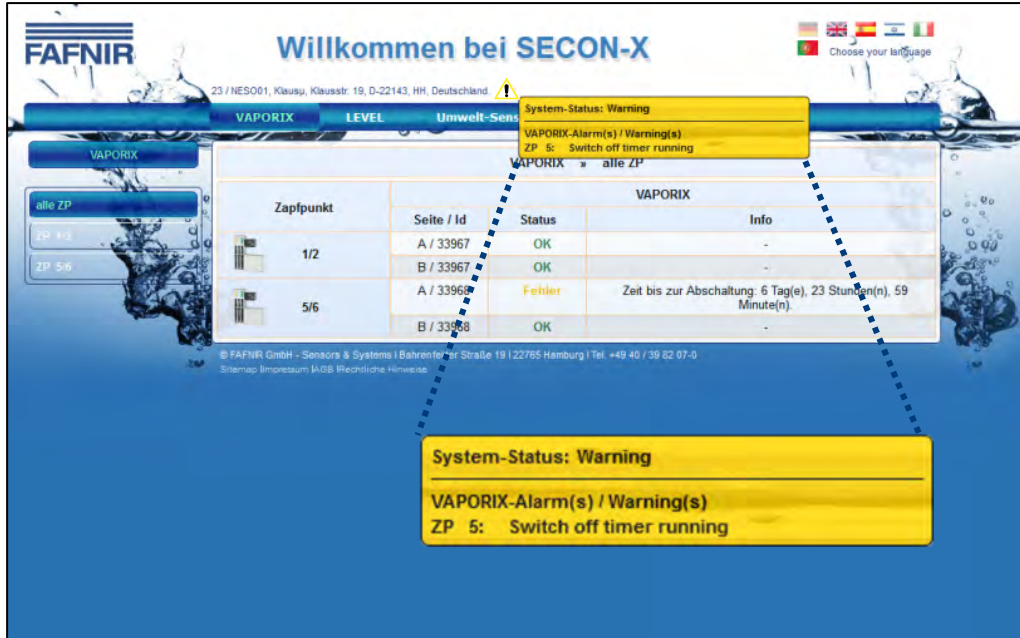 FAFNIR
Willkommen bei SECON-X
Choose your language
23 / NESO01, Klausu, Klausstr. 19, D-22143, HH, Deutschland.
System-Status: Warning
VAPORIX-Alarm(s) / Warning(s)
ZP 5: Switch off timer running
VAPORIX LEVEL Umwelt-Sens
VAPORIX
VAPORIX » alle ZP
alle ZP
ZP 1/2
ZP 5/6
Zapfpunkt VAPORIX
Seite / Id Status Info
1/2 A / 33967 OK -
B / 33967 OK -
5/6 A / 33968 Fehler Zeit bis zur Abschaltung: 6 Tag(e), 23 Stunden(n), 59
Minute(n).
B / 33968 OK -
© FAFNIR GmbH - Sensors & Systems I Bahrenfelder Straße 19 I 22765 Hamburg I Tel. +49 40 / 39 82 07-0
Sitemap IImpressum IAGB IRechtliche Hinweise
System-Status: Warning
VAPORIX-Alarm(s) / Warning(s)
ZP 5: Switch off timer running